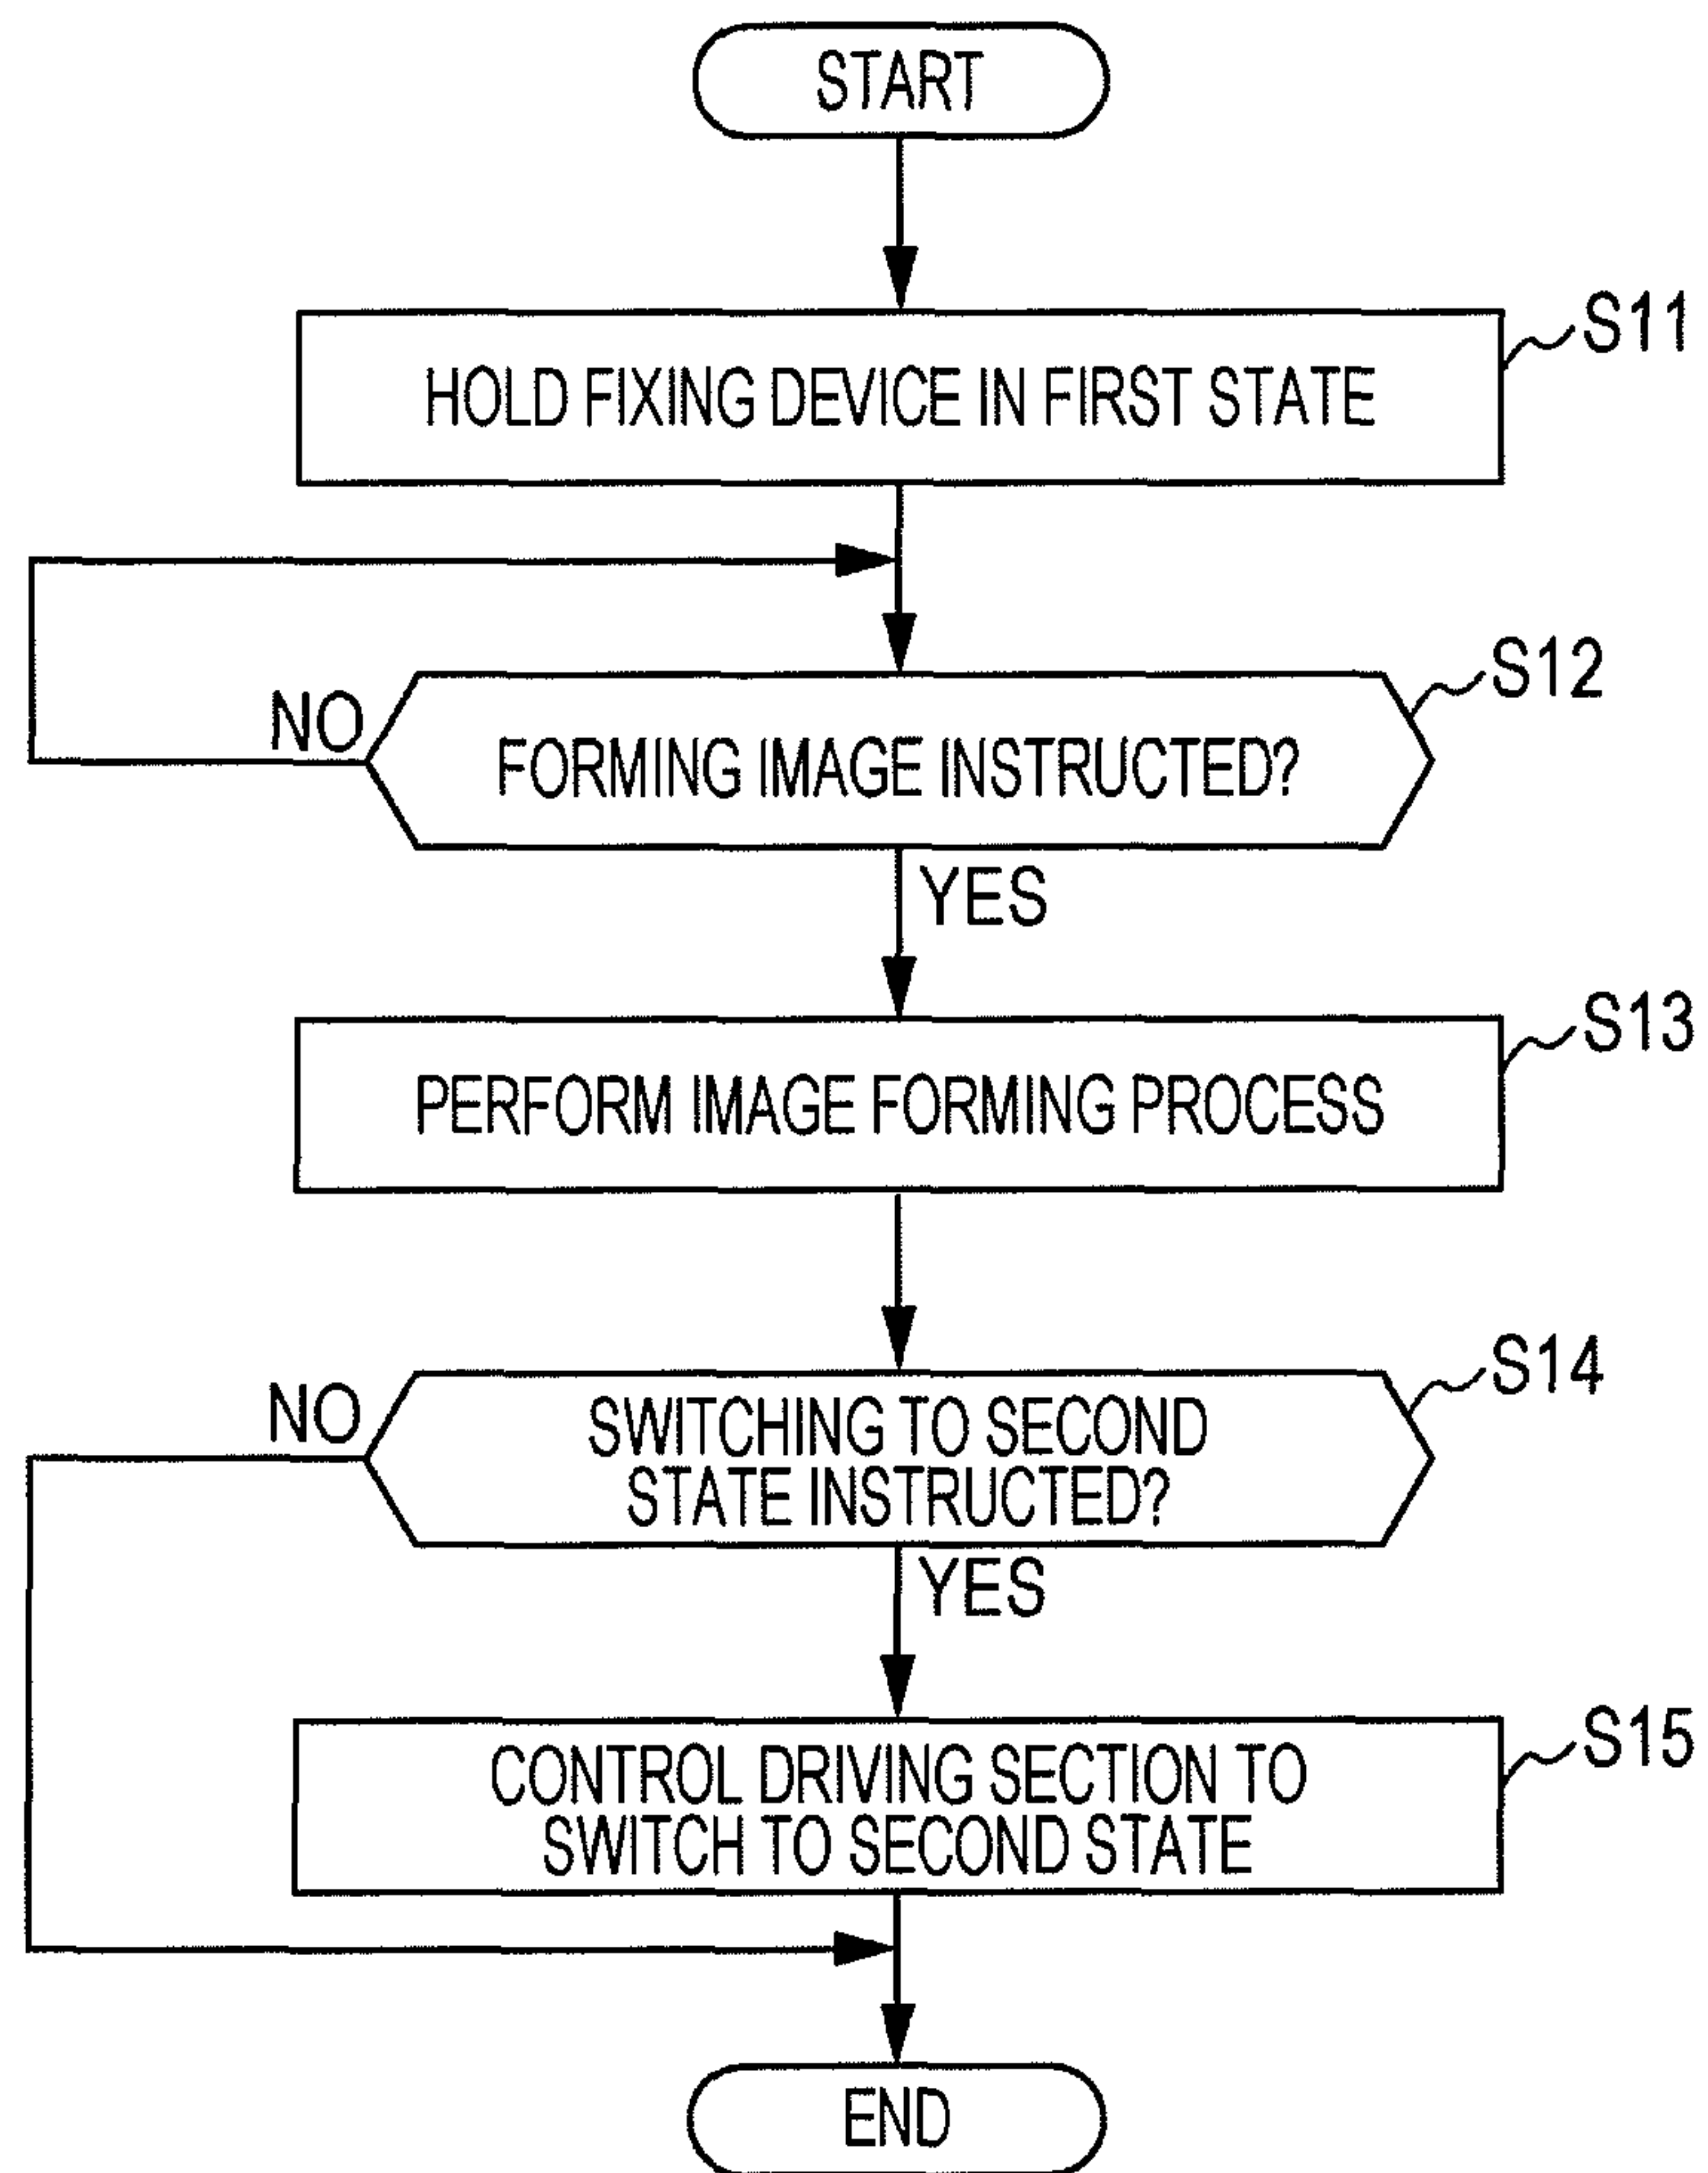 START
S11
HOLD FIXING DEVICE IN FIRST STATE
S12
NO
FORMING IMAGE INSTRUCTED?
YES
S13
PERFORM IMAGE FORMING PROCESS
S14
NO
SWITCHING TO SECOND
STATE INSTRUCTED?
YES
S15
CONTROL DRIVING SECTION TO
SWITCH TO SECOND STATE
END